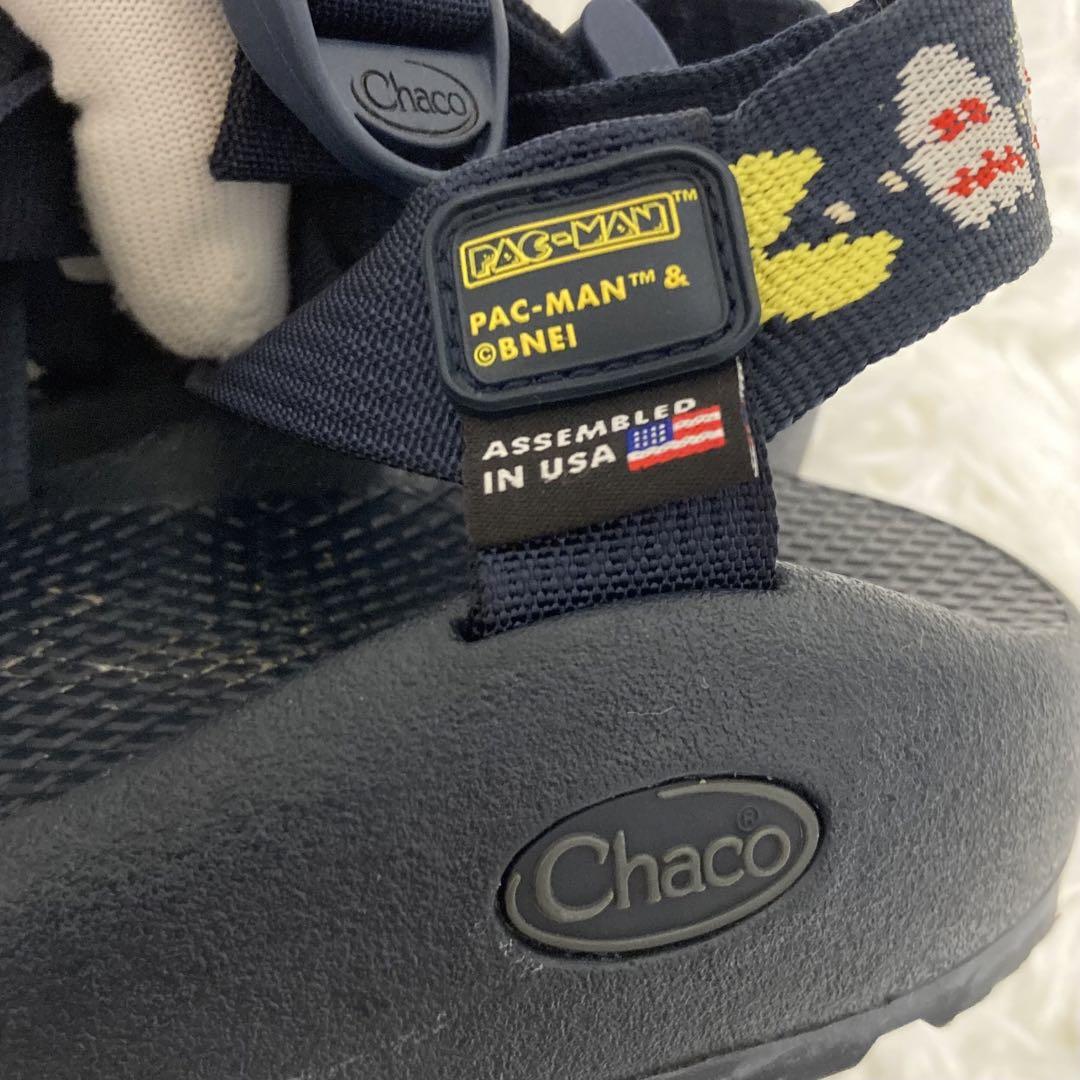 Chaco
PAC-MAN™
PAC-MAN™ &
©BNEI
ASSEMBLED
IN USA
Chaco®